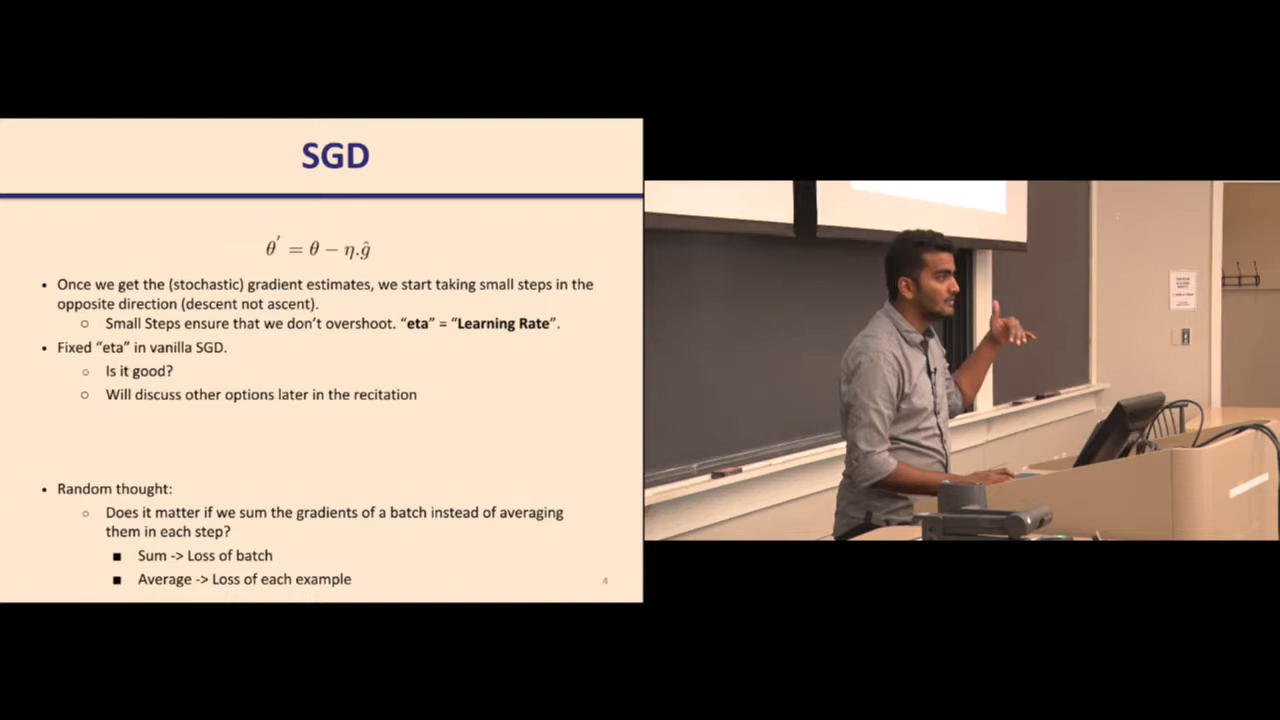 SGD
θ′ = θ − η.ĝ
• Once we get the (stochastic) gradient estimates, we start taking small steps in the
opposite direction (descent not ascent).
○ Small Steps ensure that we don’t overshoot. “eta” = “Learning Rate”.
• Fixed “eta” in vanilla SGD.
○ Is it good?
○ Will discuss other options later in the recitation
• Random thought:
○ Does it matter if we sum the gradients of a batch instead of averaging
them in each step?
■ Sum -> Loss of batch
■ Average -> Loss of each example
4